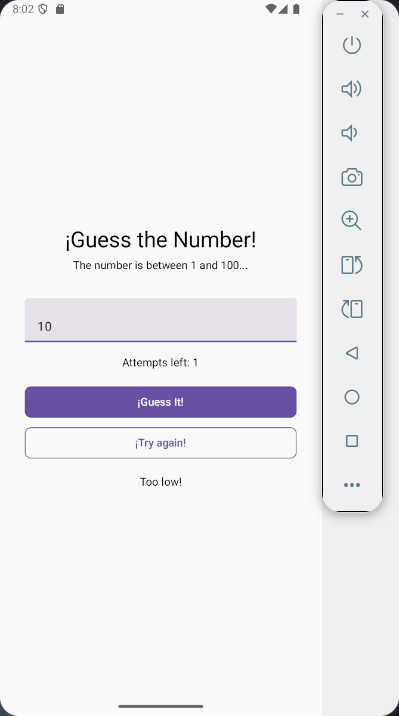 8:02
¡Guess the Number!
The number is between 1 and 100...
10
Attempts left: 1
¡Guess It!
¡Try again!
Too low!